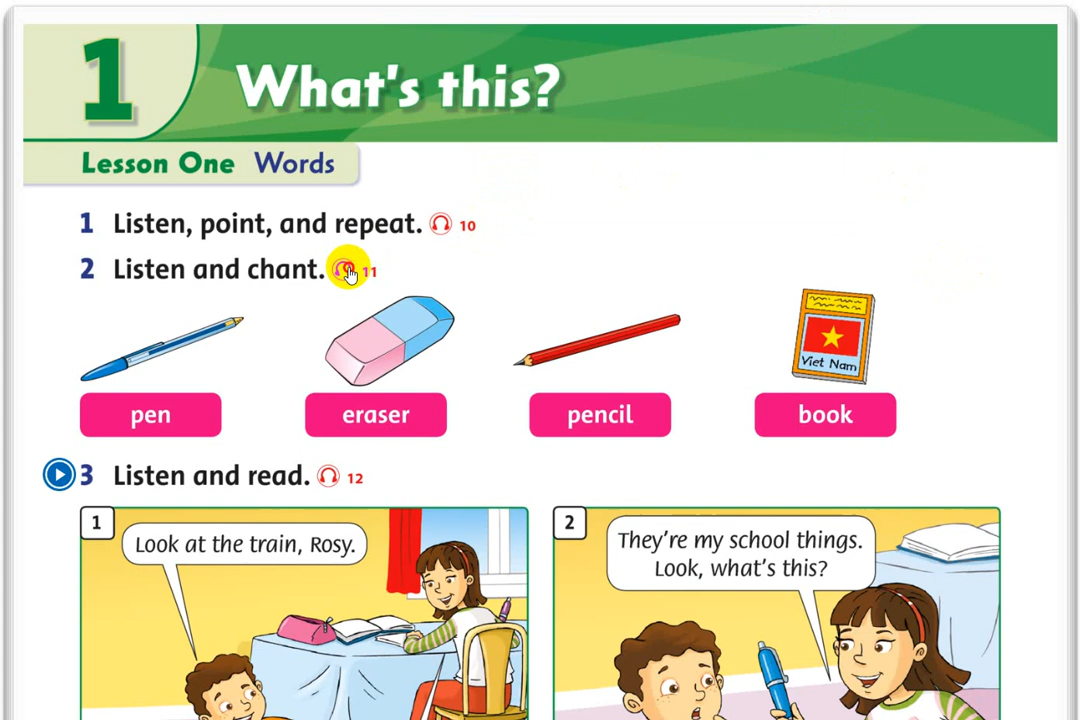 1
What's this?
Lesson One Words
1 Listen, point, and repeat. 10
2 Listen and chant. 11
Viet Nam
pen eraser pencil book
3 Listen and read. 12
1
Look at the train, Rosy.
2
They're my school things.
Look, what's this?